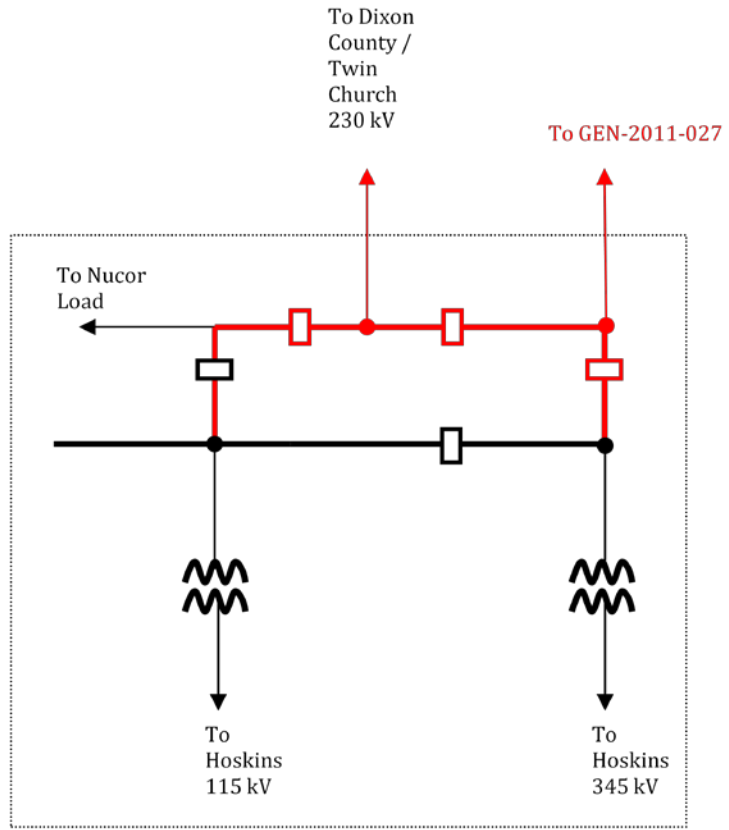 To Dixon
County /
Twin
Church
230 kV
To GEN-2011-027
To Nucor
Load
To
Hoskins
115 kV
To
Hoskins
345 kV